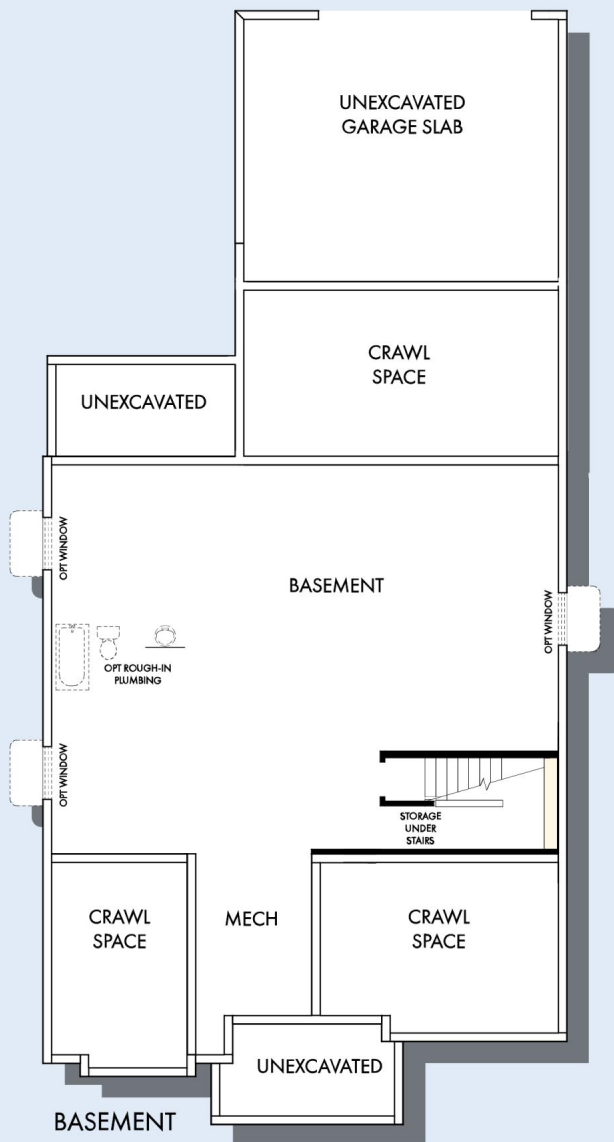 UNEXCAVATED
GARAGE SLAB
CRAWL
SPACE
UNEXCAVATED
OPT WINDOW
BASEMENT
OPT WINDOW
OPT ROUGH-IN
PLUMBING
OPT WINDOW
STORAGE
UNDER
STAIRS
CRAWL
SPACE
MECH
CRAWL
SPACE
UNEXCAVATED
BASEMENT